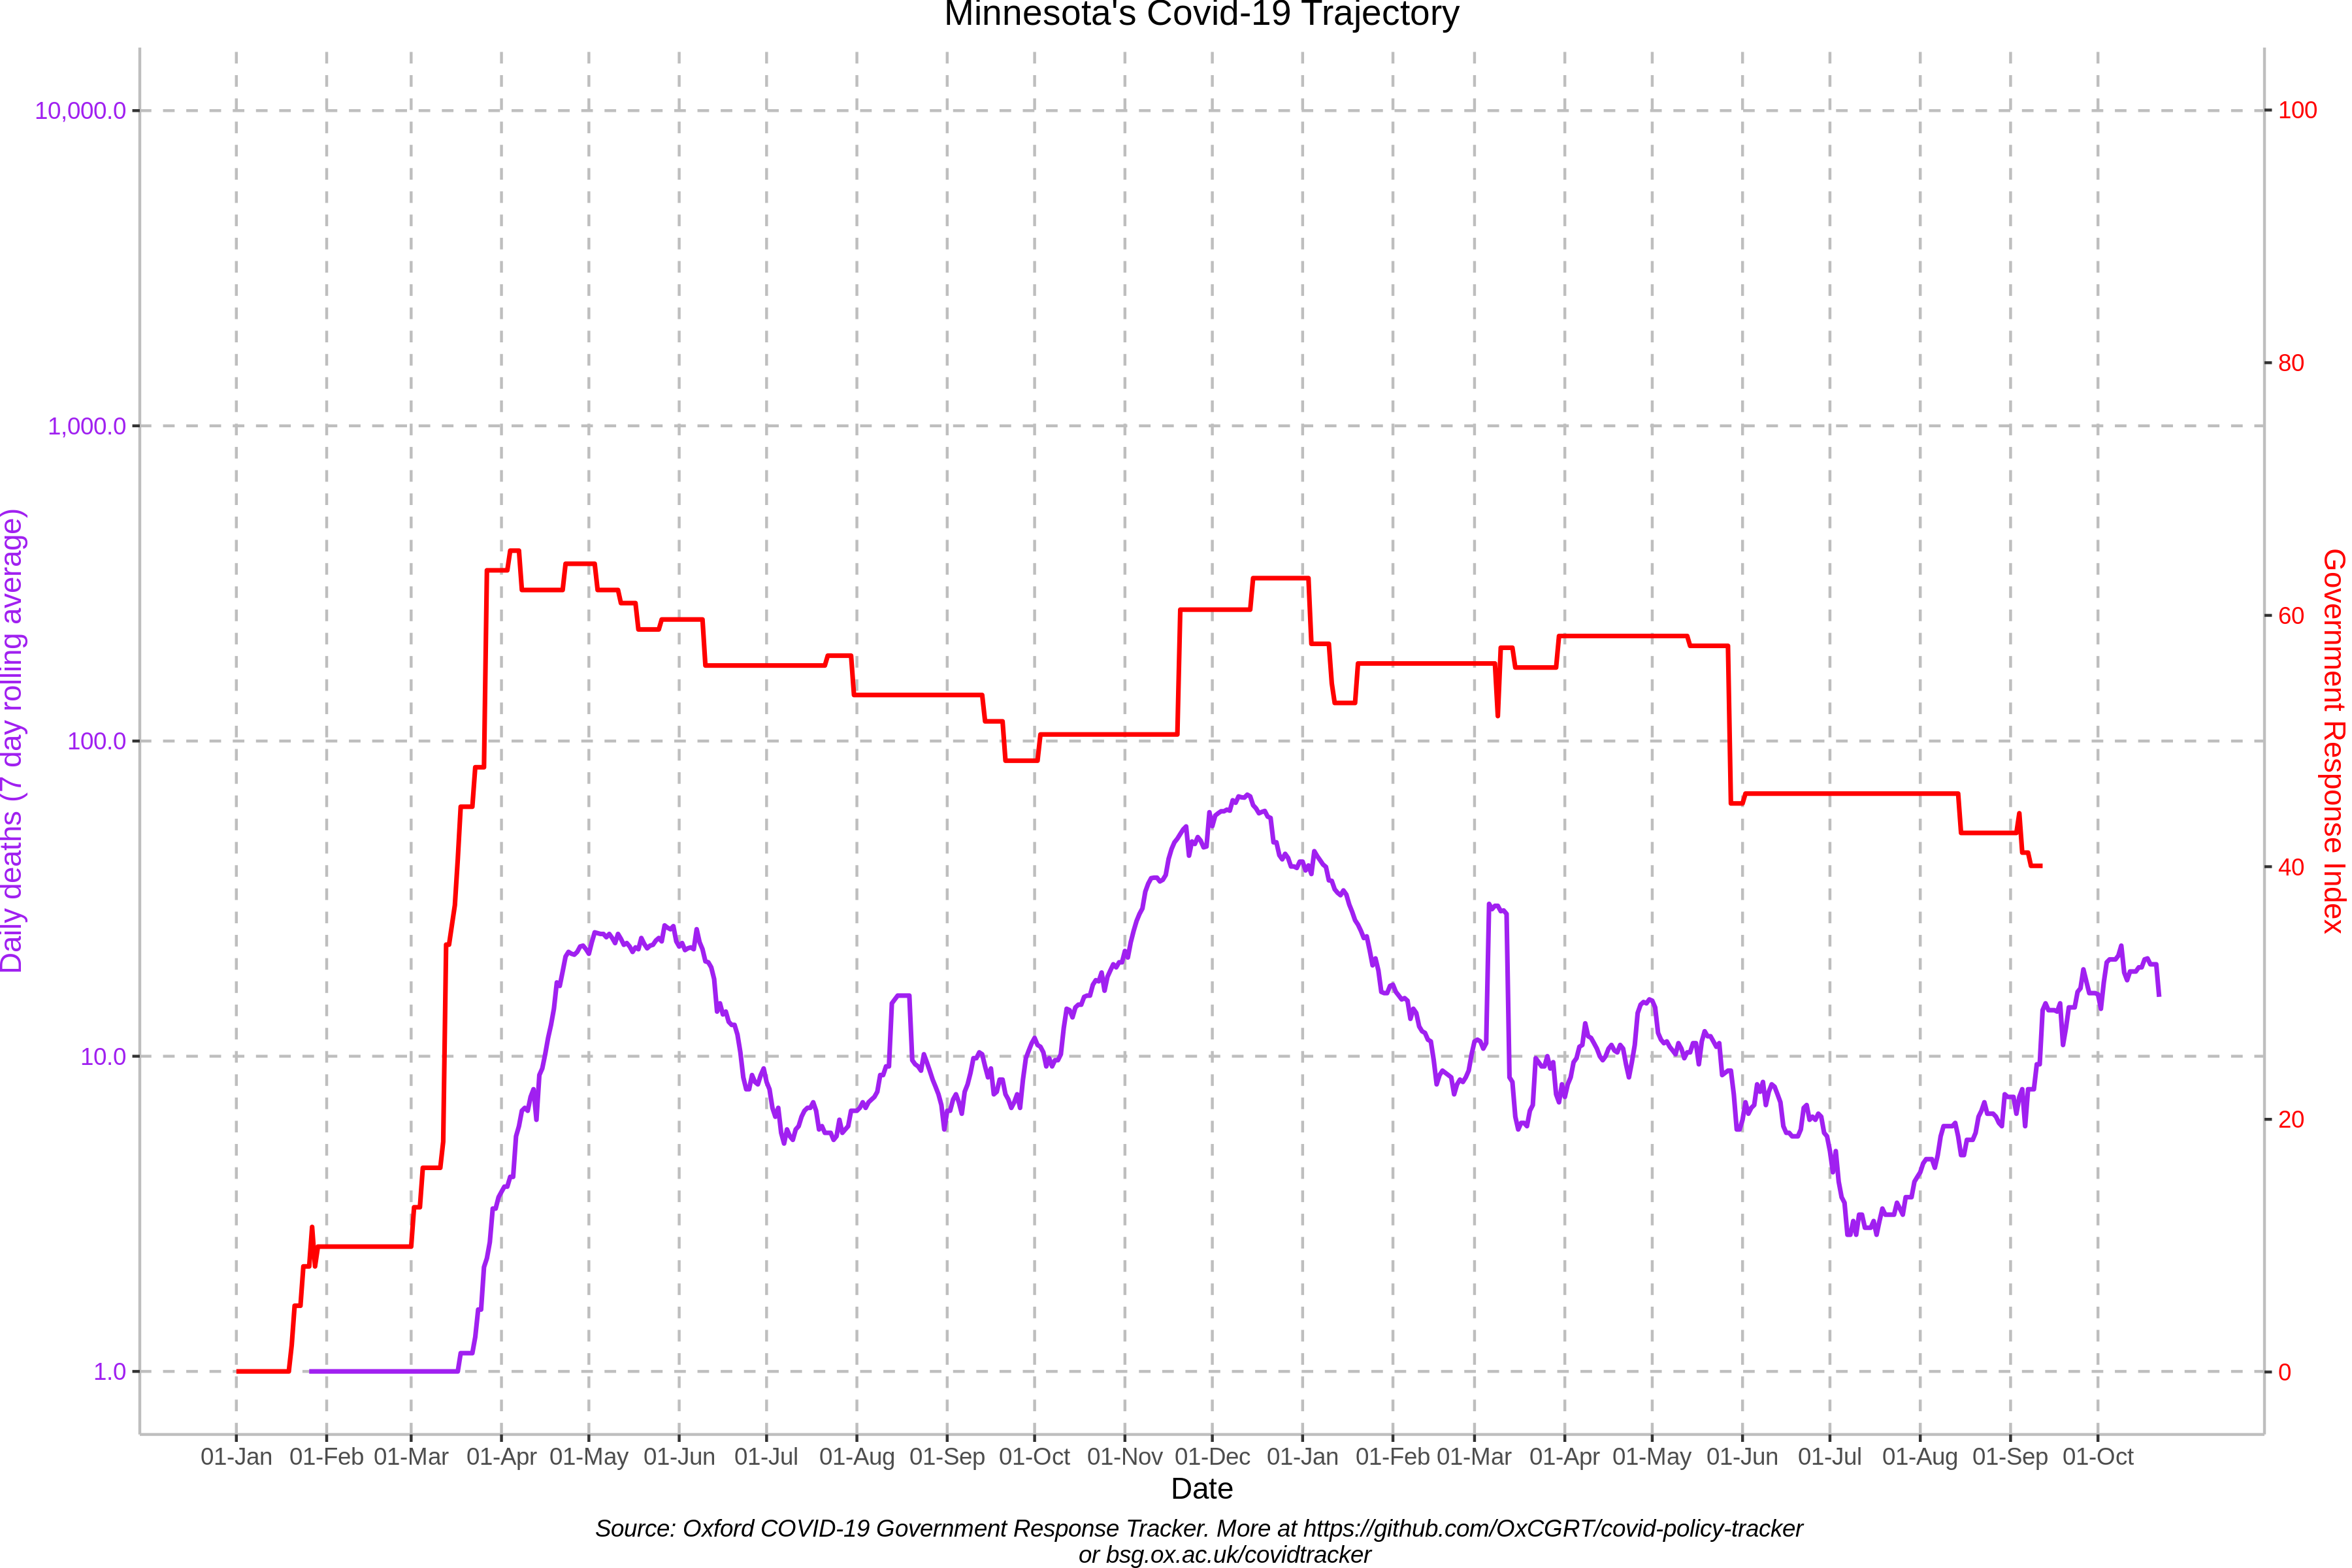 Minnesota's Covid-19 Trajectory
10,000.0
1,000.0
100.0
10.0
1.0
Daily deaths (7 day rolling average)
100
80
60
40
20
0
Government Response Index
01-Jan 01-Feb 01-Mar 01-Apr 01-May 01-Jun 01-Jul 01-Aug 01-Sep 01-Oct 01-Nov 01-Dec 01-Jan 01-Feb 01-Mar 01-Apr 01-May 01-Jun 01-Jul 01-Aug 01-Sep 01-Oct
Date
Source: Oxford COVID-19 Government Response Tracker. More at https://github.com/OxCGRT/covid-policy-tracker
or bsg.ox.ac.uk/covidtracker